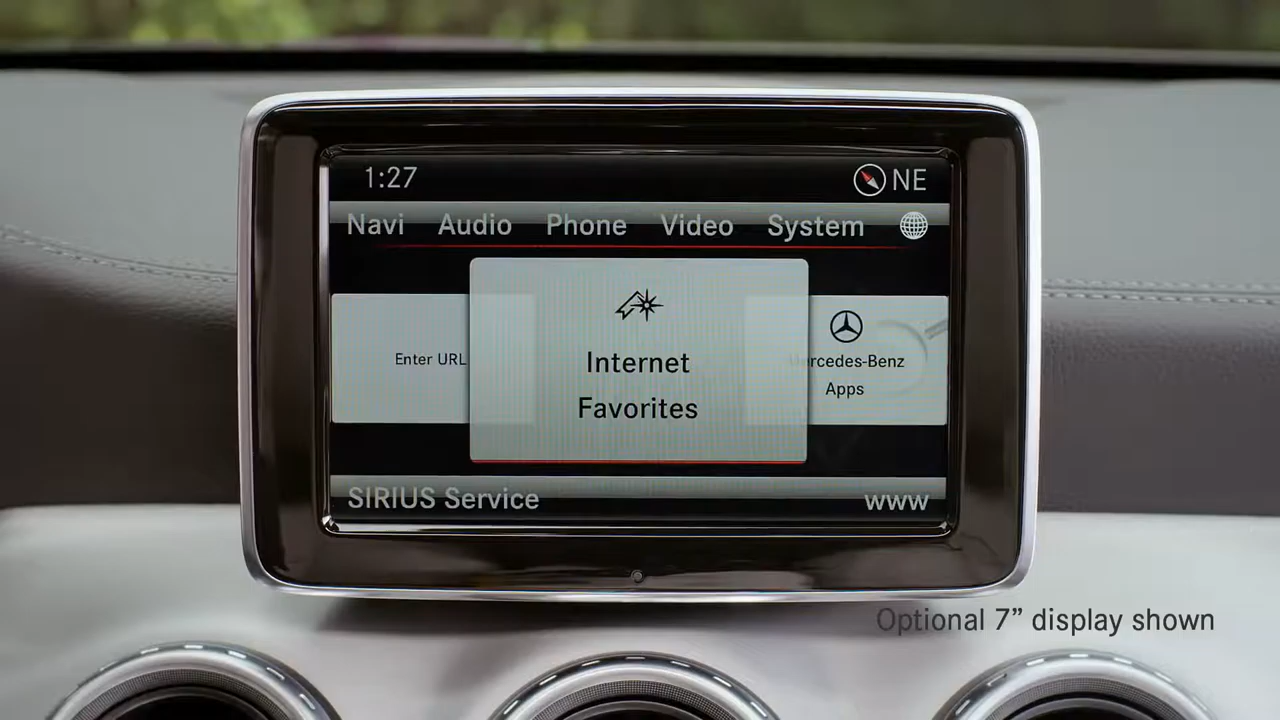 1:27
NE
Navi Audio Phone Video System
Enter URL
Internet
Favorites
Mercedes-Benz
Apps
SIRIUS Service
www
Optional 7” display shown